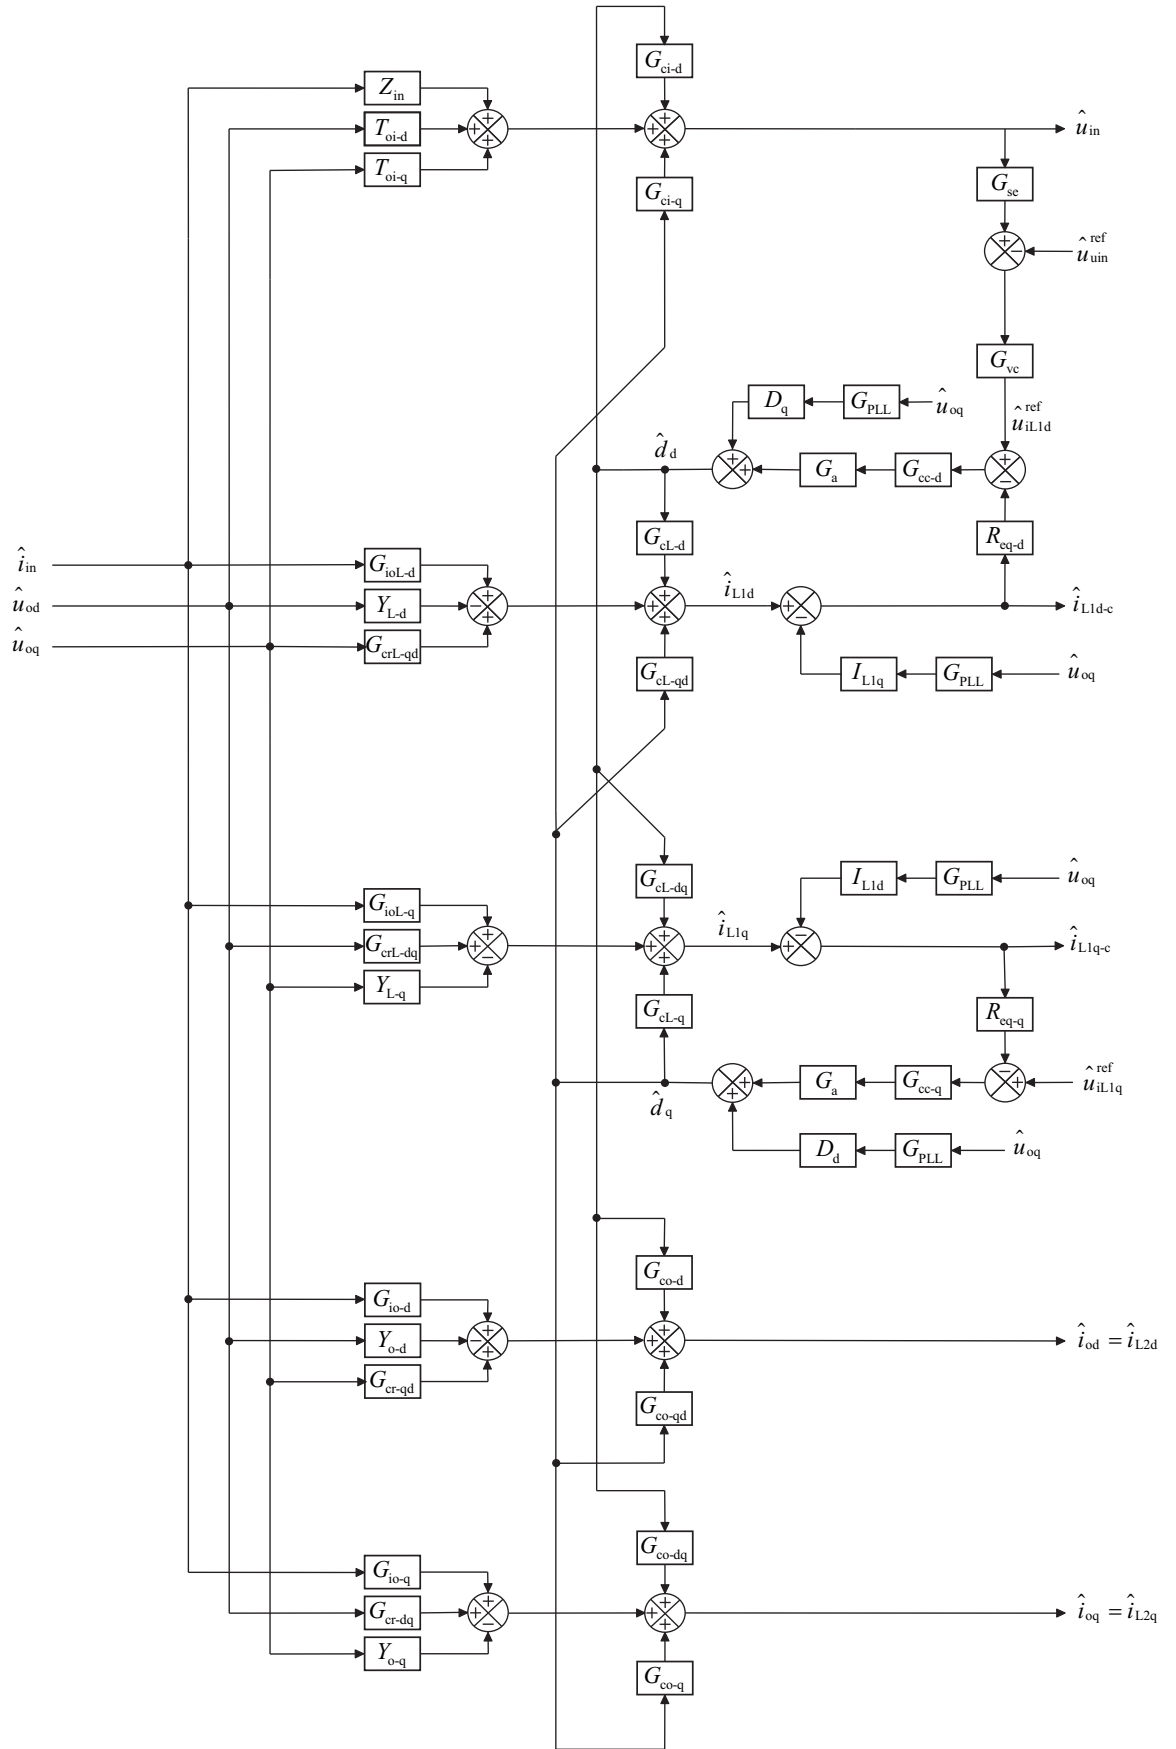 G_ci-d
Z_in
T_oi-d
û_in
T_oi-q
G_ci-q
G_se
û_uin^ref
G_vc
D_q
G_PLL
û_oq
û_iL1d^ref
d̂_d
G_a
G_cc-d
G_cL-d
R_eq-d
î_in
G_ioL-d
î_L1d
û_od
Y_L-d
î_L1d-c
û_oq
G_crL-qd
G_cL-qd
I_L1q
G_PLL
û_oq
G_cL-dq
I_L1d
G_PLL
û_oq
G_ioL-q
î_L1q
G_crL-dq
î_L1q-c
Y_L-q
G_cL-q
R_eq-q
d̂_q
G_a
G_cc-q
û_iL1q^ref
D_d
G_PLL
û_oq
G_co-d
G_io-d
Y_o-d
î_od = î_L2d
G_cr-qd
G_co-qd
G_co-dq
G_io-q
G_cr-dq
î_oq = î_L2q
Y_o-q
G_co-q